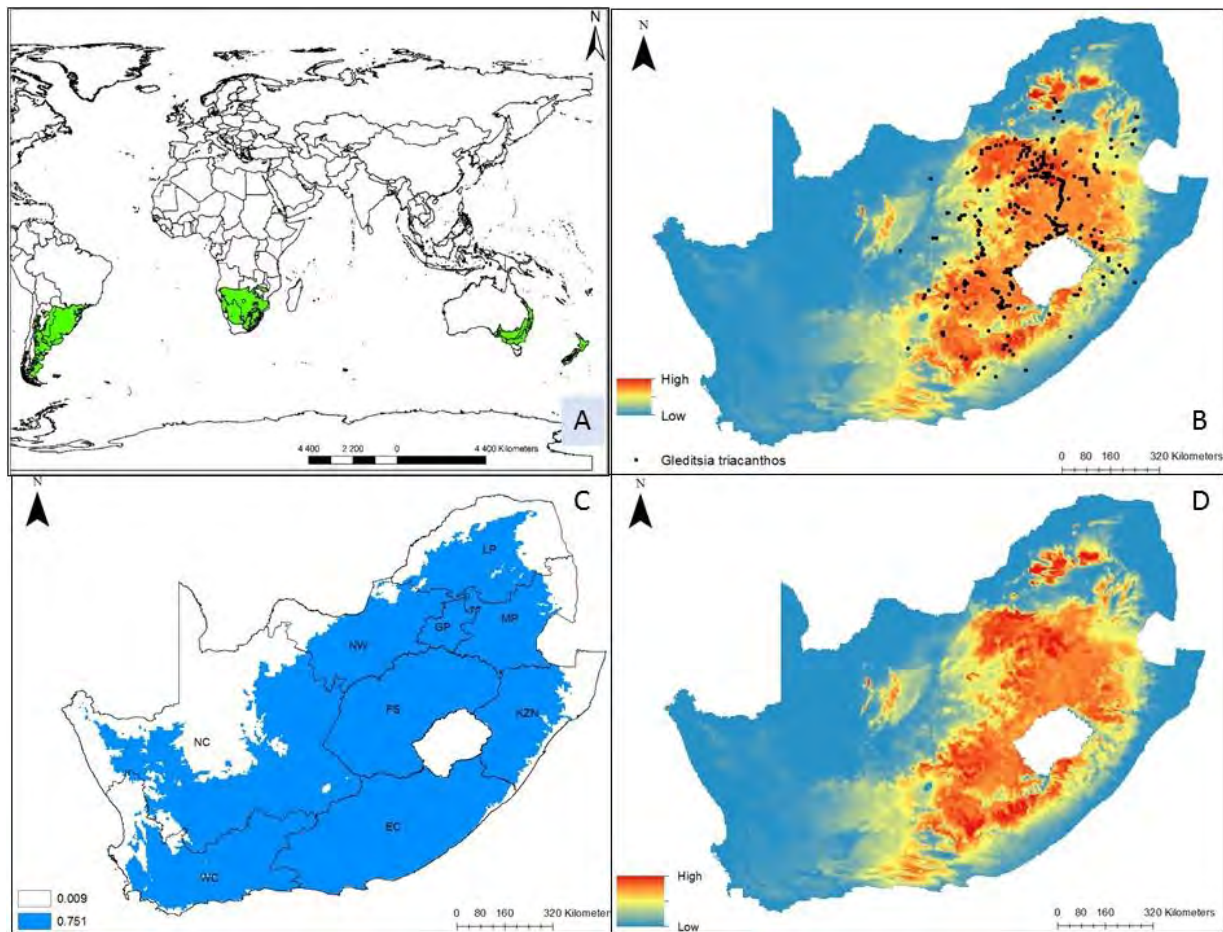 N
4 400 2 200 0 4 400 Kilometers
A
N
B
High
Low
Gleditsia triacanthos
0 80 160 320 Kilometers
N
C
LP
NW
GP
MP
FS
KZN
NC
EC
WC
0.009
0.751
0 80 160 320 Kilometers
N
D
High
Low
0 80 160 320 Kilometers